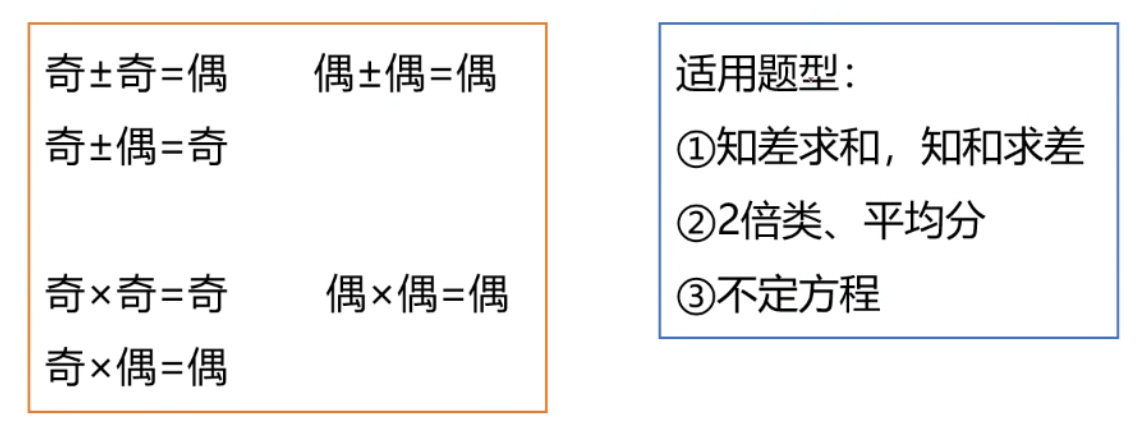 奇±奇=偶 偶±偶=偶
奇±偶=奇
奇×奇=奇 偶×偶=偶
奇×偶=偶
适用题型：
①知差求和，知和求差
②2倍类、平均分
③不定方程